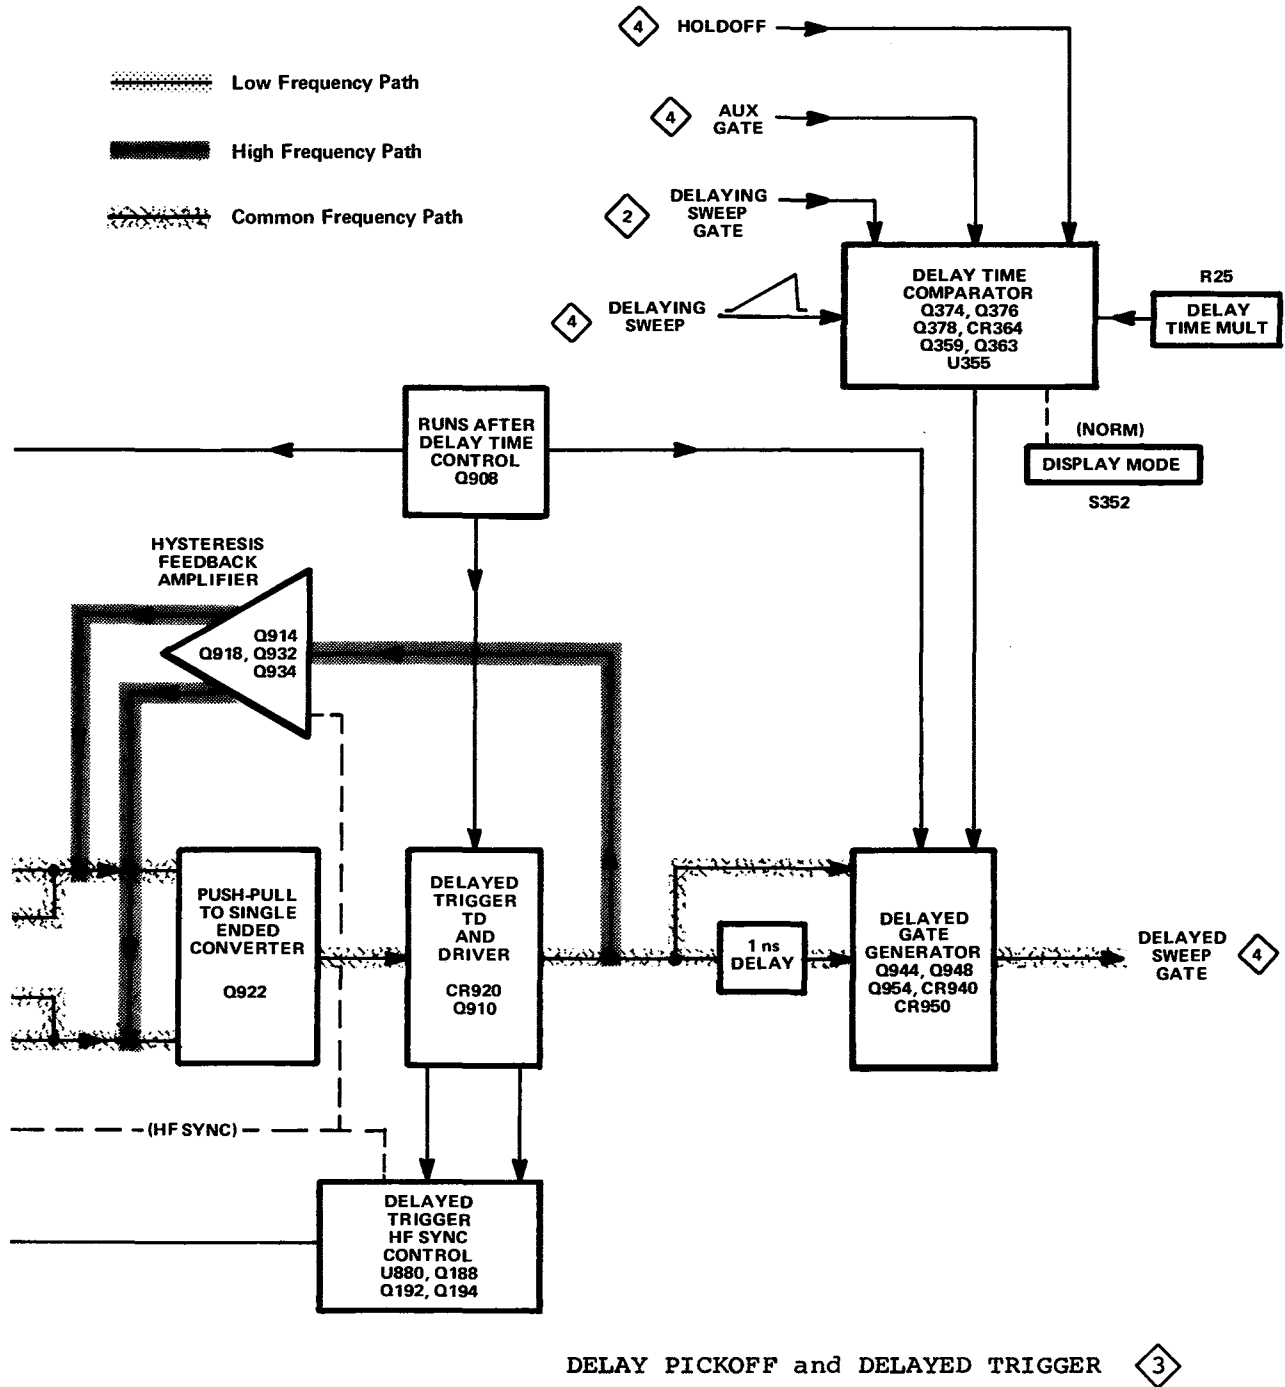 4
HOLDOFF
Low Frequency Path
4
AUX
GATE
High Frequency Path
DELAYING
SWEEP
GATE
2
Common Frequency Path
4
DELAYING
SWEEP
DELAY TIME
COMPARATOR
Q374, Q376
Q378, CR364
Q359, Q363
U355
R25
DELAY
TIME MULT
RUNS AFTER
DELAY TIME
CONTROL
Q908
(NORM)
DISPLAY MODE
S352
HYSTERESIS
FEEDBACK
AMPLIFIER
Q914
Q918, Q932
Q934
PUSH-PULL
TO SINGLE
ENDED
CONVERTER
Q922
DELAYED
TRIGGER
TD
AND
DRIVER
CR920
Q910
1 ns
DELAY
DELAYED
GATE
GENERATOR
Q944, Q948
Q954, CR940
CR950
DELAYED
SWEEP
GATE
4
(HF SYNC)
DELAYED
TRIGGER
HF SYNC
CONTROL
U880, Q188
Q192, Q194
DELAY PICKOFF and DELAYED TRIGGER
3